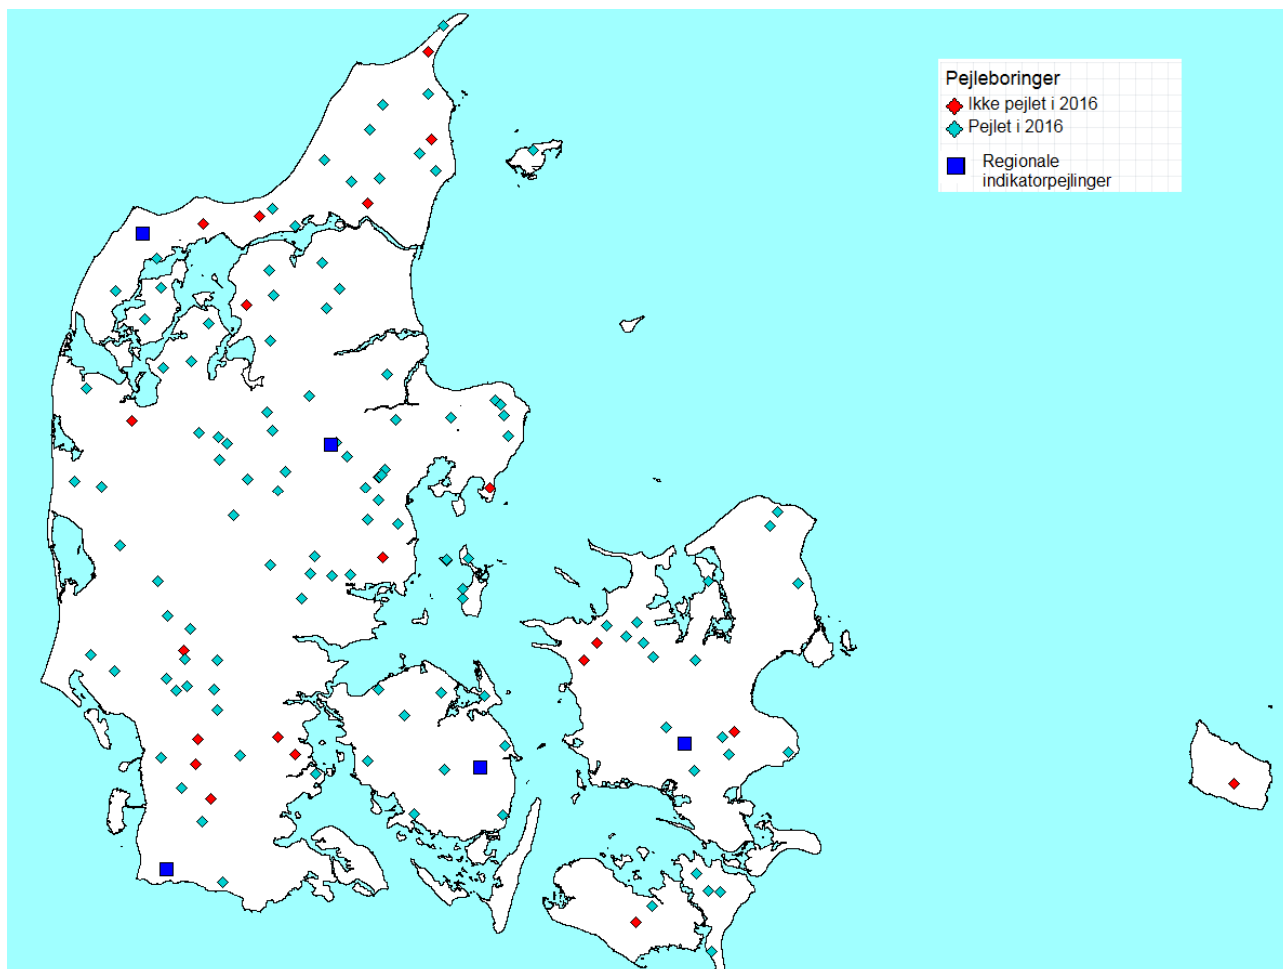 Pejleboringer
Ikke pejlet i 2016
Pejlet i 2016
Regionale
indikatorpejlinger